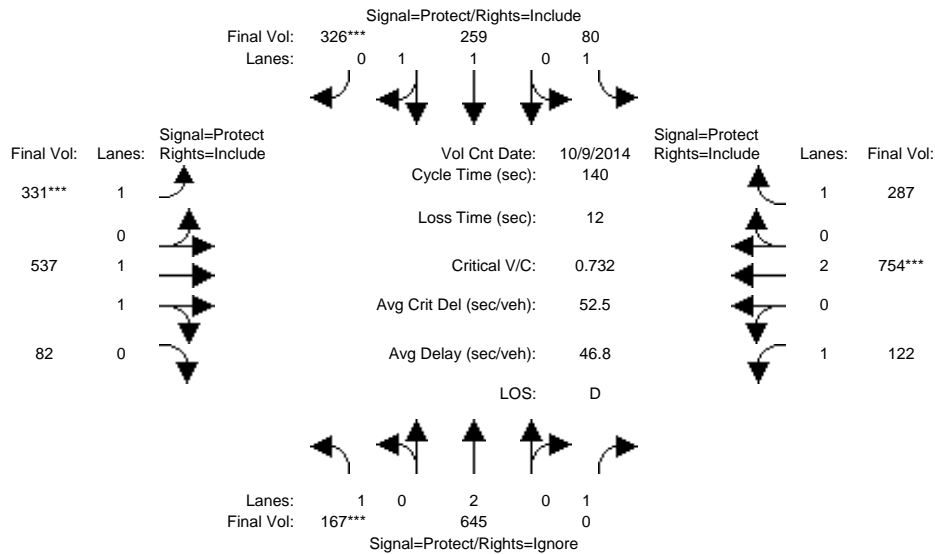 Signal=Protect/Rights=Include
Final Vol: 326*** 259 80
Lanes: 0 1 1 0 1
Signal=Protect
Final Vol: Lanes: Rights=Include
Vol Cnt Date: 10/9/2014
Signal=Protect
Rights=Include Lanes: Final Vol:
Cycle Time (sec): 140
331*** 1
1 287
Loss Time (sec): 12
0
0
537 1
Critical V/C: 0.732
2 754***
1
Avg Crit Del (sec/veh): 52.5
0
82 0
Avg Delay (sec/veh): 46.8
1 122
LOS: D
Lanes: 1 0 2 0 1
Final Vol: 167*** 645 0
Signal=Protect/Rights=Ignore